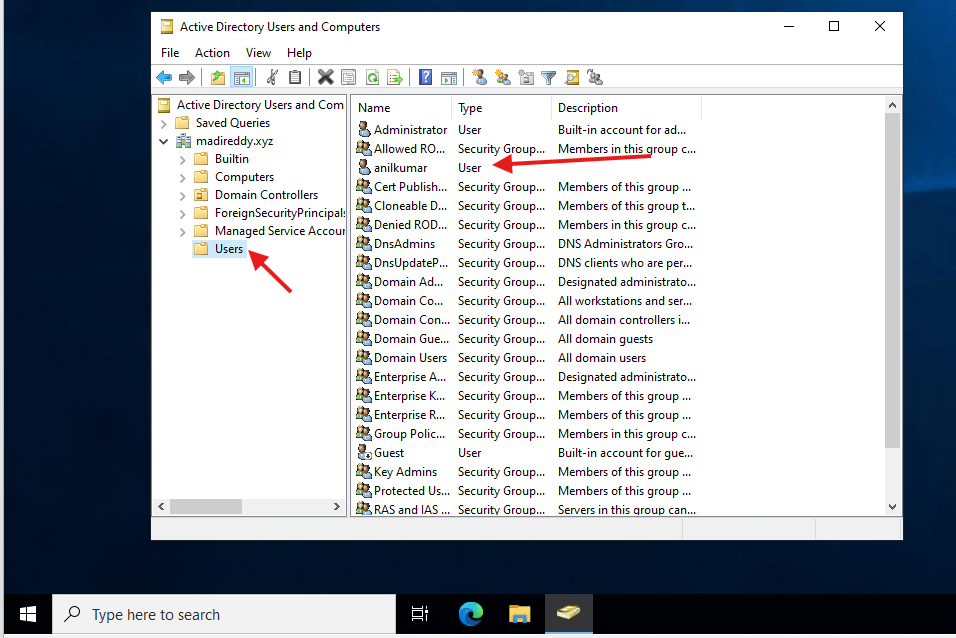 Active Directory Users and Computers
File Action View Help
Active Directory Users and Com
Saved Queries
madireddy.xyz
Builtin
Computers
Domain Controllers
ForeignSecurityPrincipals
Managed Service Accour
Users
Name Type Description
Administrator User Built-in account for ad...
Allowed RO... Security Group... Members in this group c...
anilkumar User
Cert Publish... Security Group... Members of this group ...
Cloneable D... Security Group... Members of this group t...
Denied ROD... Security Group... Members in this group c...
DnsAdmins Security Group... DNS Administrators Gro...
DnsUpdateP... Security Group... DNS clients who are per...
Domain Ad... Security Group... Designated administrato...
Domain Co... Security Group... All workstations and ser...
Domain Con... Security Group... All domain controllers i...
Domain Gue... Security Group... All domain guests
Domain Users Security Group... All domain users
Enterprise A... Security Group... Designated administrato...
Enterprise K... Security Group... Members of this group ...
Enterprise R... Security Group... Members of this group ...
Group Polic... Security Group... Members in this group c...
Guest User Built-in account for gue...
Key Admins Security Group... Members of this group ...
Protected Us... Security Group... Members of this group ...
RAS and IAS ... Security Group... Servers in this group can...
Type here to search